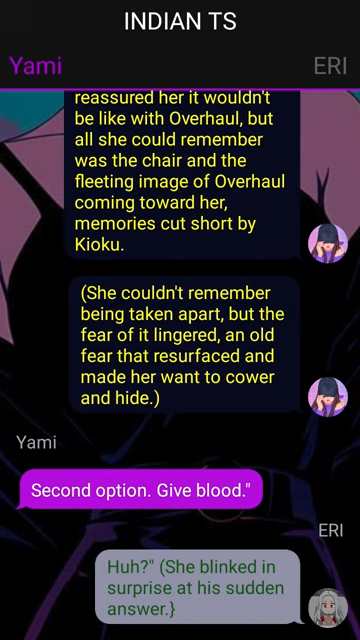 INDIAN TS
Yami
ERI
reassured her it wouldn't
be like with Overhaul, but
all she could remember
was the chair and the
fleeting image of Overhaul
coming toward her,
memories cut short by
Kioku.
(She couldn't remember
being taken apart, but the
fear of it lingered, an old
fear that resurfaced and
made her want to cower
and hide.)
Yami
Second option. Give blood."
ERI
Huh?" (She blinked in
surprise at his sudden
answer.}